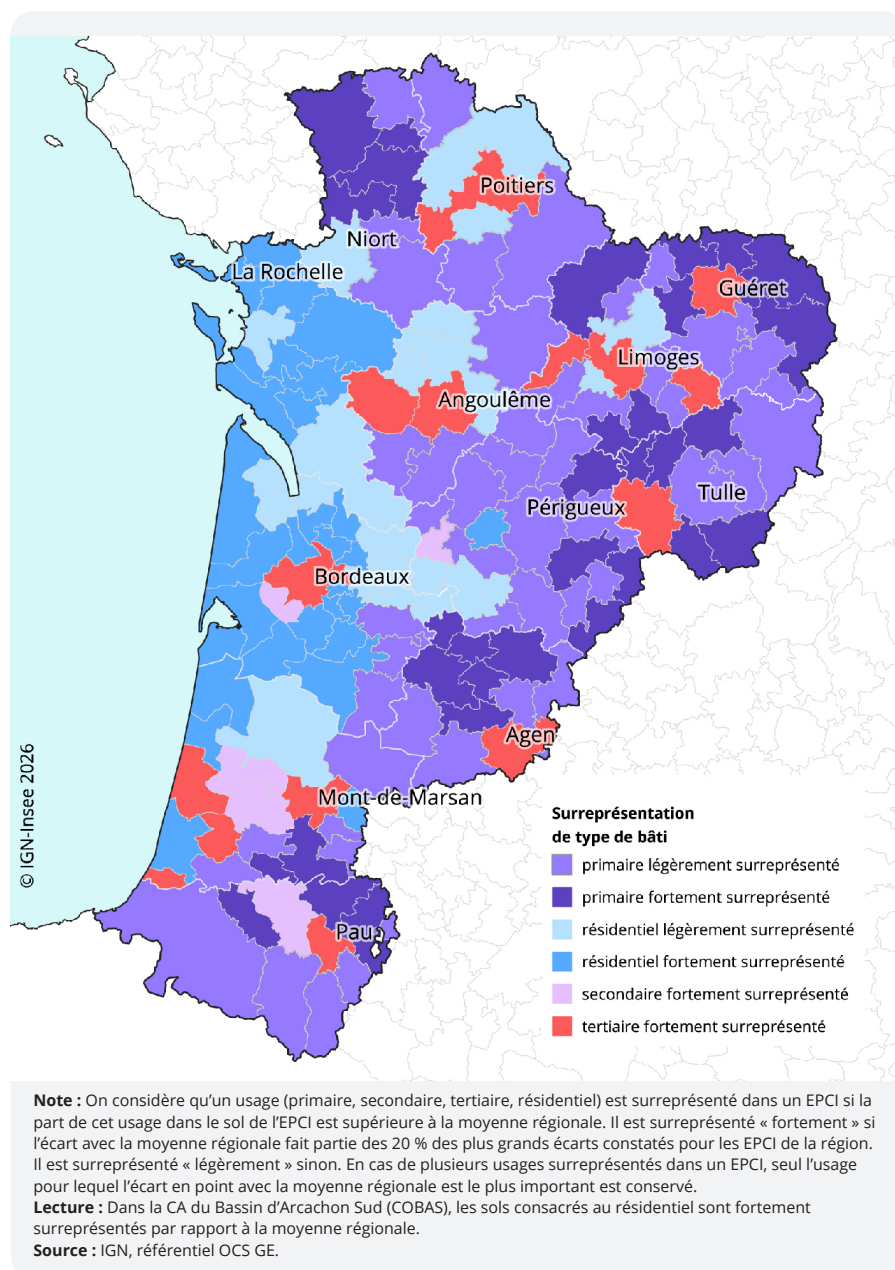 Poitiers
Niort
La Rochelle
Guéret
Limoges
Angoulême
Périgueux
Tulle
Bordeaux
Agen
Mont-de-Marsan
Pau
© IGN-Insee 2026
Surreprésentation
de type de bâti
primaire légèrement surreprésenté
primaire fortement surreprésenté
résidentiel légèrement surreprésenté
résidentiel fortement surreprésenté
secondaire fortement surreprésenté
tertiaire fortement surreprésenté
Note : On considère qu’un usage (primaire, secondaire, tertiaire, résidentiel) est surreprésenté dans un EPCI si la
part de cet usage dans le sol de l’EPCI est supérieure à la moyenne régionale. Il est surreprésenté « fortement » si
l’écart avec la moyenne régionale fait partie des 20 % des plus grands écarts constatés pour les EPCI de la région.
Il est surreprésenté « légèrement » sinon. En cas de plusieurs usages surreprésentés dans un EPCI, seul l’usage
pour lequel l’écart en point avec la moyenne régionale est le plus important est conservé.
Lecture : Dans la CA du Bassin d’Arcachon Sud (COBAS), les sols consacrés au résidentiel sont fortement
surreprésentés par rapport à la moyenne régionale.
Source : IGN, référentiel OCS GE.